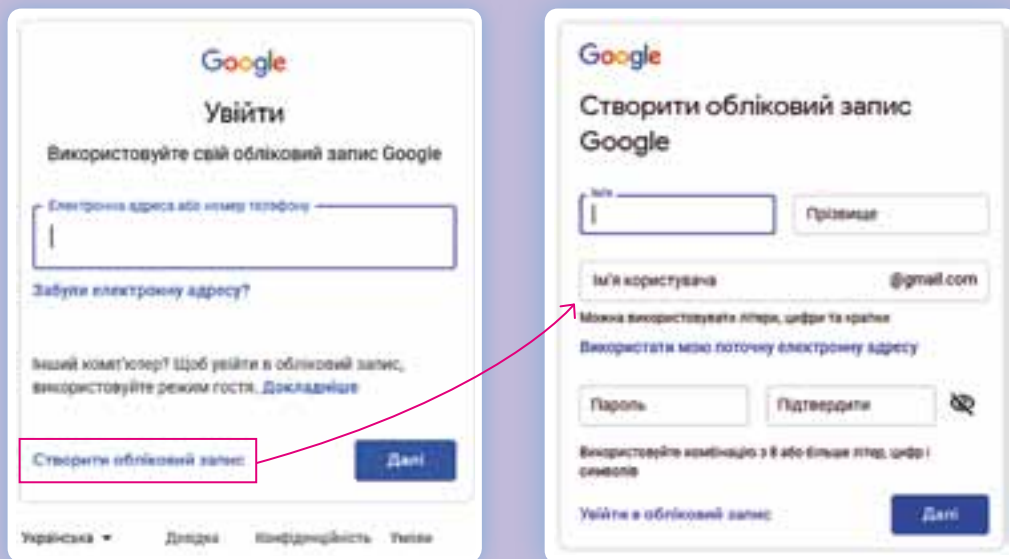 Google
Увійти
Використовуйте свій обліковий запис Google
Електронна адреса або номер телефону
Забули електронну адресу?
Інший комп'ютер? Щоб увійти в обліковий запис,
використовуйте режим гостя. Докладніше
Створити обліковий запис
Далі
Українська
Довідка
Конфіденційність
Умови
Google
Створити обліковий запис
Google
Ім'я
Прізвище
Ім'я користувача
@gmail.com
Можна використовувати літери, цифри та крапки
Використати мою поточну електронну адресу
Пароль
Підтвердити
Використовуйте комбінацію з 8 або більше літер, цифр і
символів
Увійти в обліковий запис
Далі